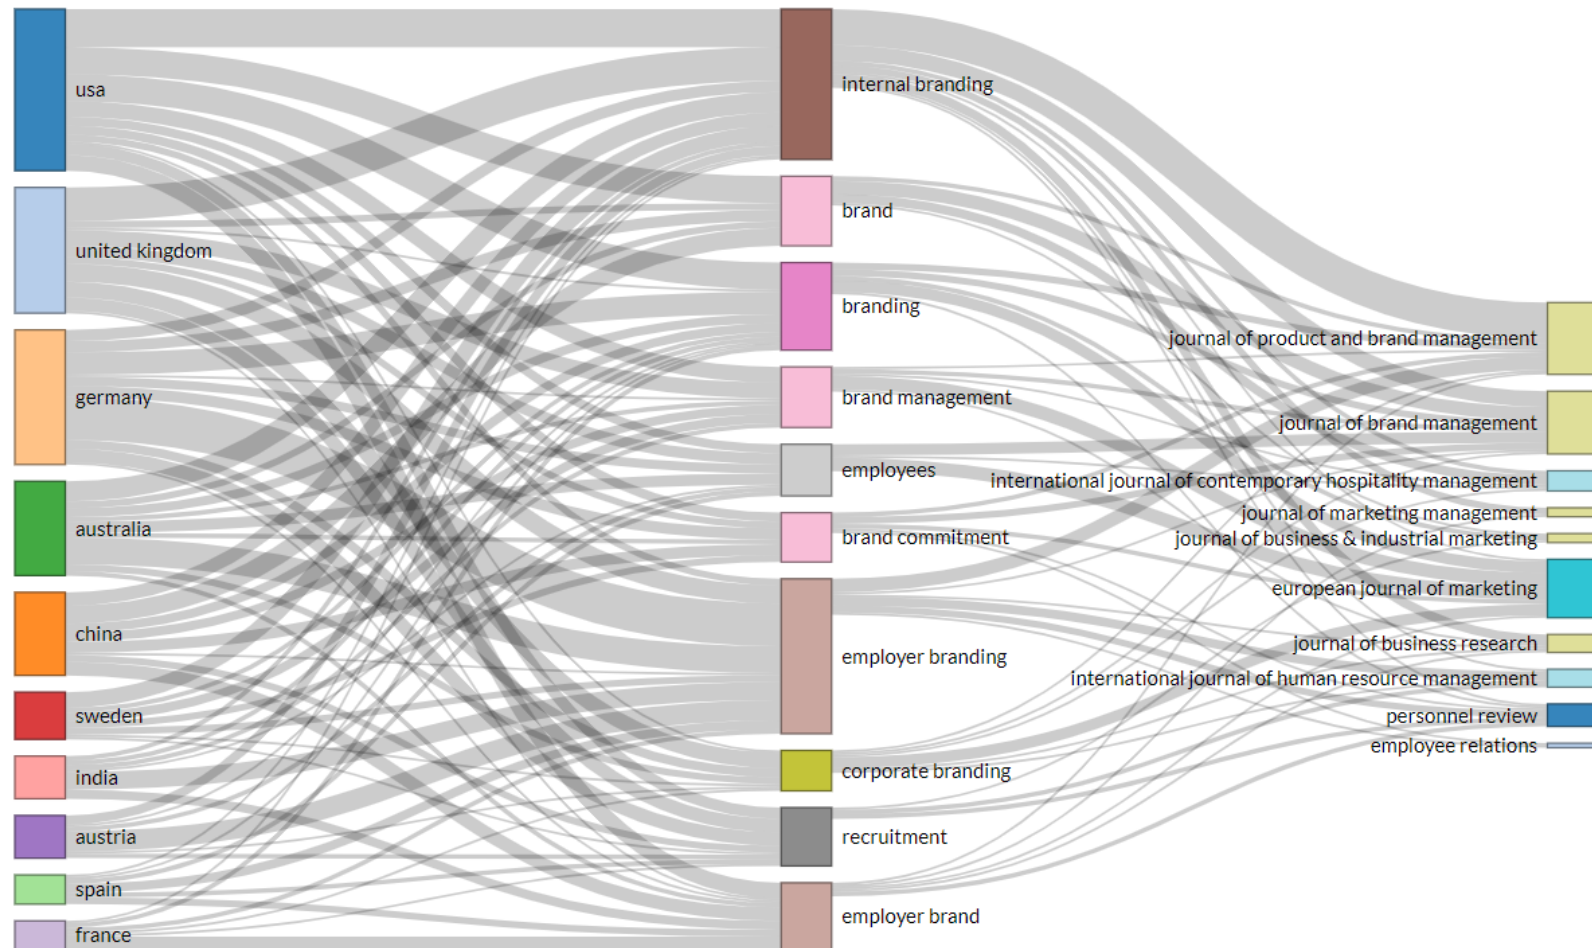 usa
united kingdom
germany
australia
china
sweden
india
austria
spain
france
internal branding
brand
branding
brand management
employees
brand commitment
employer branding
corporate branding
recruitment
employer brand
journal of product and brand management
journal of brand management
international journal of contemporary hospitality management
journal of marketing management
journal of business & industrial marketing
european journal of marketing
journal of business research
international journal of human resource management
personnel review
employee relations